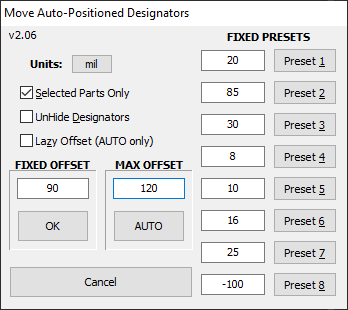 Move Auto-Positioned Designators
v2.06
Units: mil
Selected Parts Only
UnHide Designators
Lazy Offset (AUTO only)
FIXED OFFSET MAX OFFSET
90 120
OK AUTO
Cancel
FIXED PRESETS
20 Preset 1
85 Preset 2
30 Preset 3
8 Preset 4
10 Preset 5
16 Preset 6
25 Preset 7
-100 Preset 8